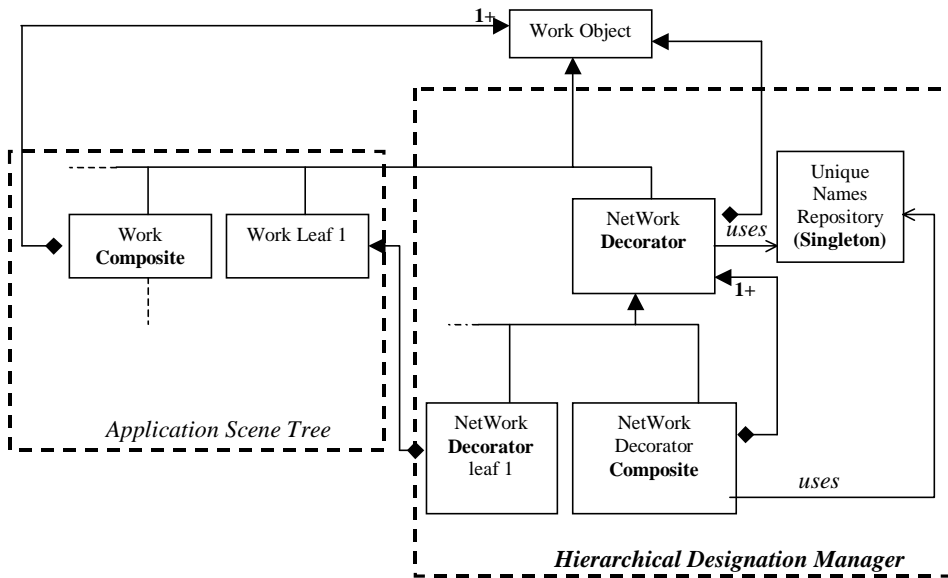 1+
Work Object
Unique
Names
Repository
(Singleton)
Work
Composite
Work Leaf 1
NetWork
Decorator
uses
1+
Application Scene Tree
NetWork
Decorator
leaf 1
NetWork
Decorator
Composite
uses
Hierarchical Designation Manager